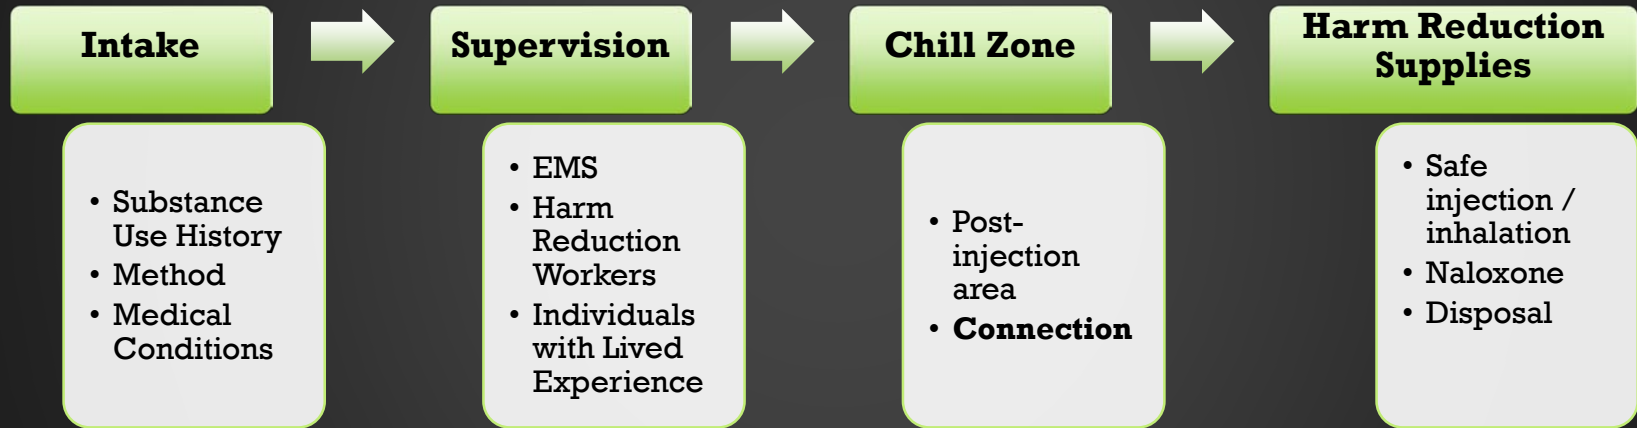 Intake
Supervision
Chill Zone
Harm Reduction
Supplies
• Substance
Use History
• Method
• Medical
Conditions
• EMS
• Harm
Reduction
Workers
• Individuals
with Lived
Experience
• Post-
injection
area
• Connection
• Safe
injection /
inhalation
• Naloxone
• Disposal